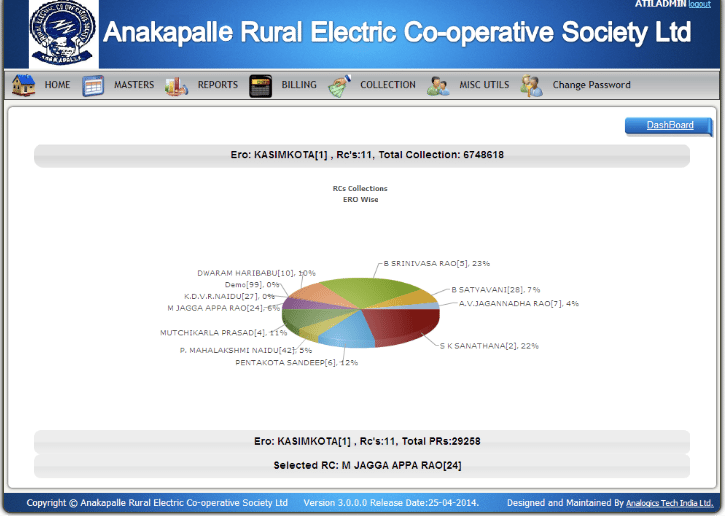 ATILADMIN logout
Anakapalle Rural Electric Co-operative Society Ltd
HOME MASTERS REPORTS BILLING COLLECTION MISC UTILS Change Password
DashBoard
Ero: KASIMKOTA[1] , Rc's:11, Total Collection: 6748618
RCs Collections
ERO Wise
B SRINIVASA RAO[5], 23%
DWARAM HARIBABU[10], 10%
Demo[99], 0%
B SATYAVANI[28], 7%
K.D.V.R.NAIDU[27], 0%
A.V.JAGANNADHA RAO[7], 4%
M JAGGA APPA RAO[24], 6%
MUTCHIKARLA PRASAD[4], 11%
S K SANATHANA[2], 22%
P. MAHALAKSHMI NAIDU[42], 5%
PENTAKOTA SANDEEP[6], 12%
Ero: KASIMKOTA[1] , Rc's:11, Total PRs:29258
Selected RC: M JAGGA APPA RAO[24]
Copyright © Anakapalle Rural Electric Co-operative Society Ltd Version 3.0.0.0 Release Date:25-04-2014. Designed and Maintained By Analogics Tech India Ltd.